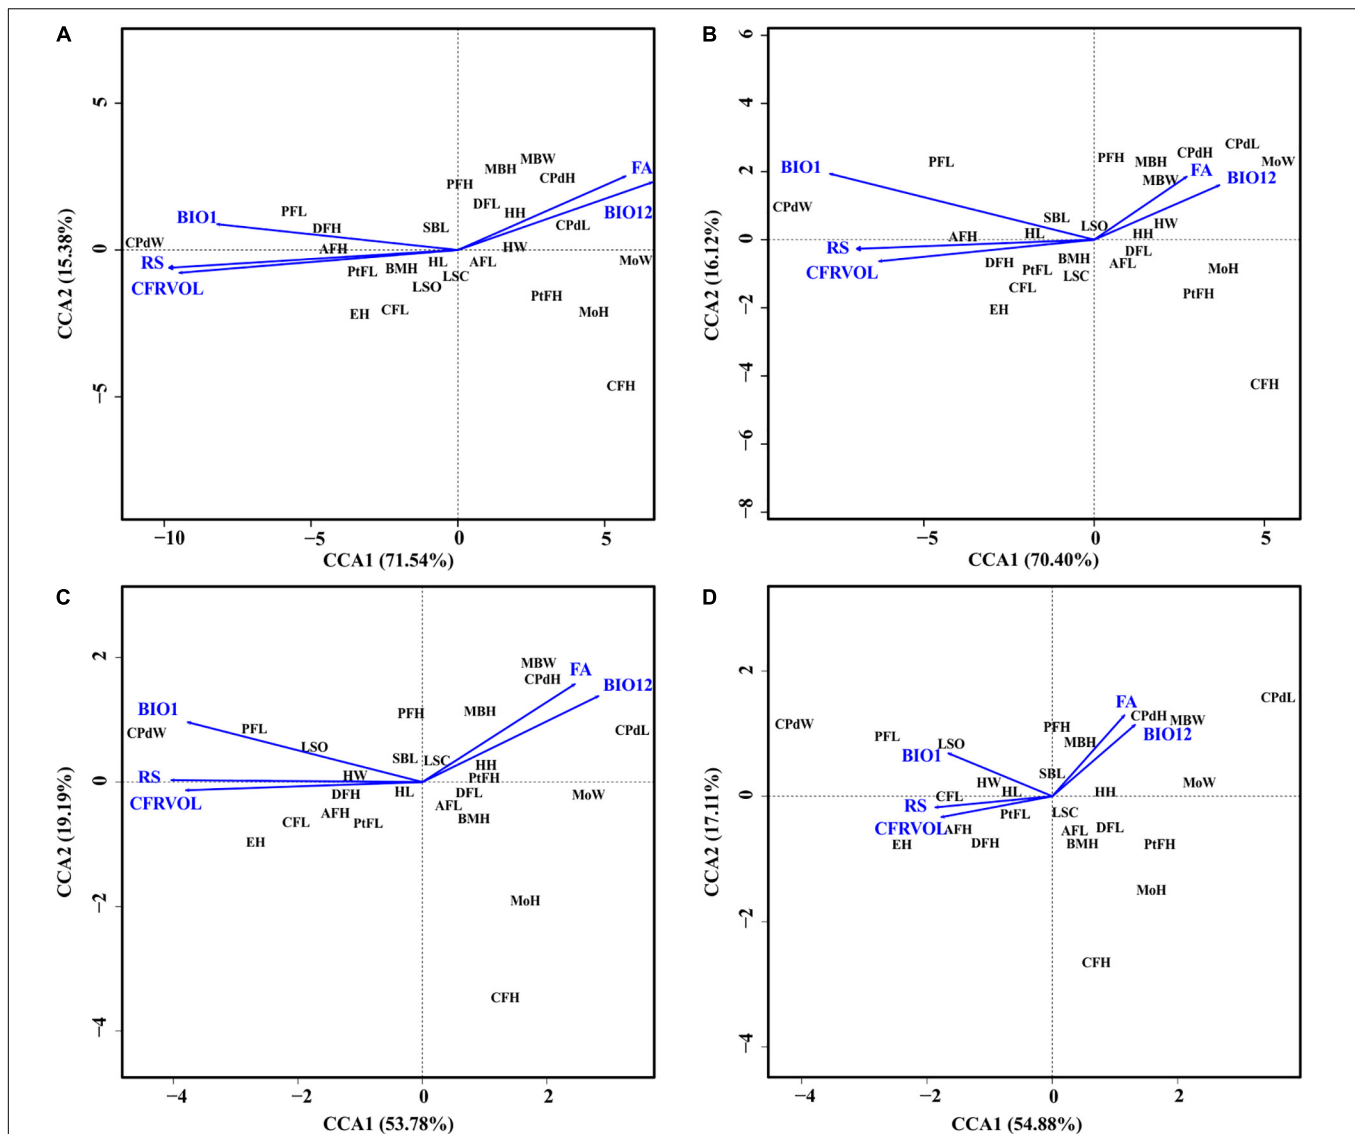 A
5
0
−5
CCA2 (15.38%)
MBW
MBH
FA
CPdH
PFH
DFL
PFL
HH
BIO12
BIO1
DFH
SBL
CPdL
CPdW
AFH
HW
RS
HL
AFL
MoW
PtFL
BMH
LSC
CFRVOL
LSO
PtFH
EH
CFL
MoH
CFH
−10
−5
0
5
CCA1 (71.54%)
B
6
4
2
0
−2
−4
−6
−8
CCA2 (16.12%)
CPdL
CPdH
PFH
MBH
MoW
PFL
BIO1
FA
MBW
BIO12
CPdW
SBL
LSO
HW
AFH
HL
HH
RS
DFL
DFH
BMH
AFL
CFRVOL
PtFL
LSC
MoH
CFL
PtFH
EH
CFH
−5
0
5
CCA1 (70.40%)
C
2
0
−2
−4
CCA2 (19.19%)
MBW
FA
CPdH
BIO12
BIO1
PFH
MBH
CPdW
PFL
CPdL
LSO
SBL
LSC
HH
RS
HW
PtFH
CFRVOL
DFH
HL
DFL
MoW
AFH
AFL
CFL
PtFL
BMH
EH
MoH
CFH
−4
−2
0
2
CCA1 (53.78%)
D
2
0
−2
−4
CCA2 (17.11%)
CPdL
FA
CPdH
MBW
CPdW
PFH
BIO12
PFL
LSO
MBH
BIO1
SBL
HW
MoW
CFL
HL
HH
RS
PtFL
LSC
CFRVOL
AFH
AFL
DFL
EH
DFH
BMH
PtFH
MoH
CFH
−4
−2
0
2
CCA1 (54.88%)